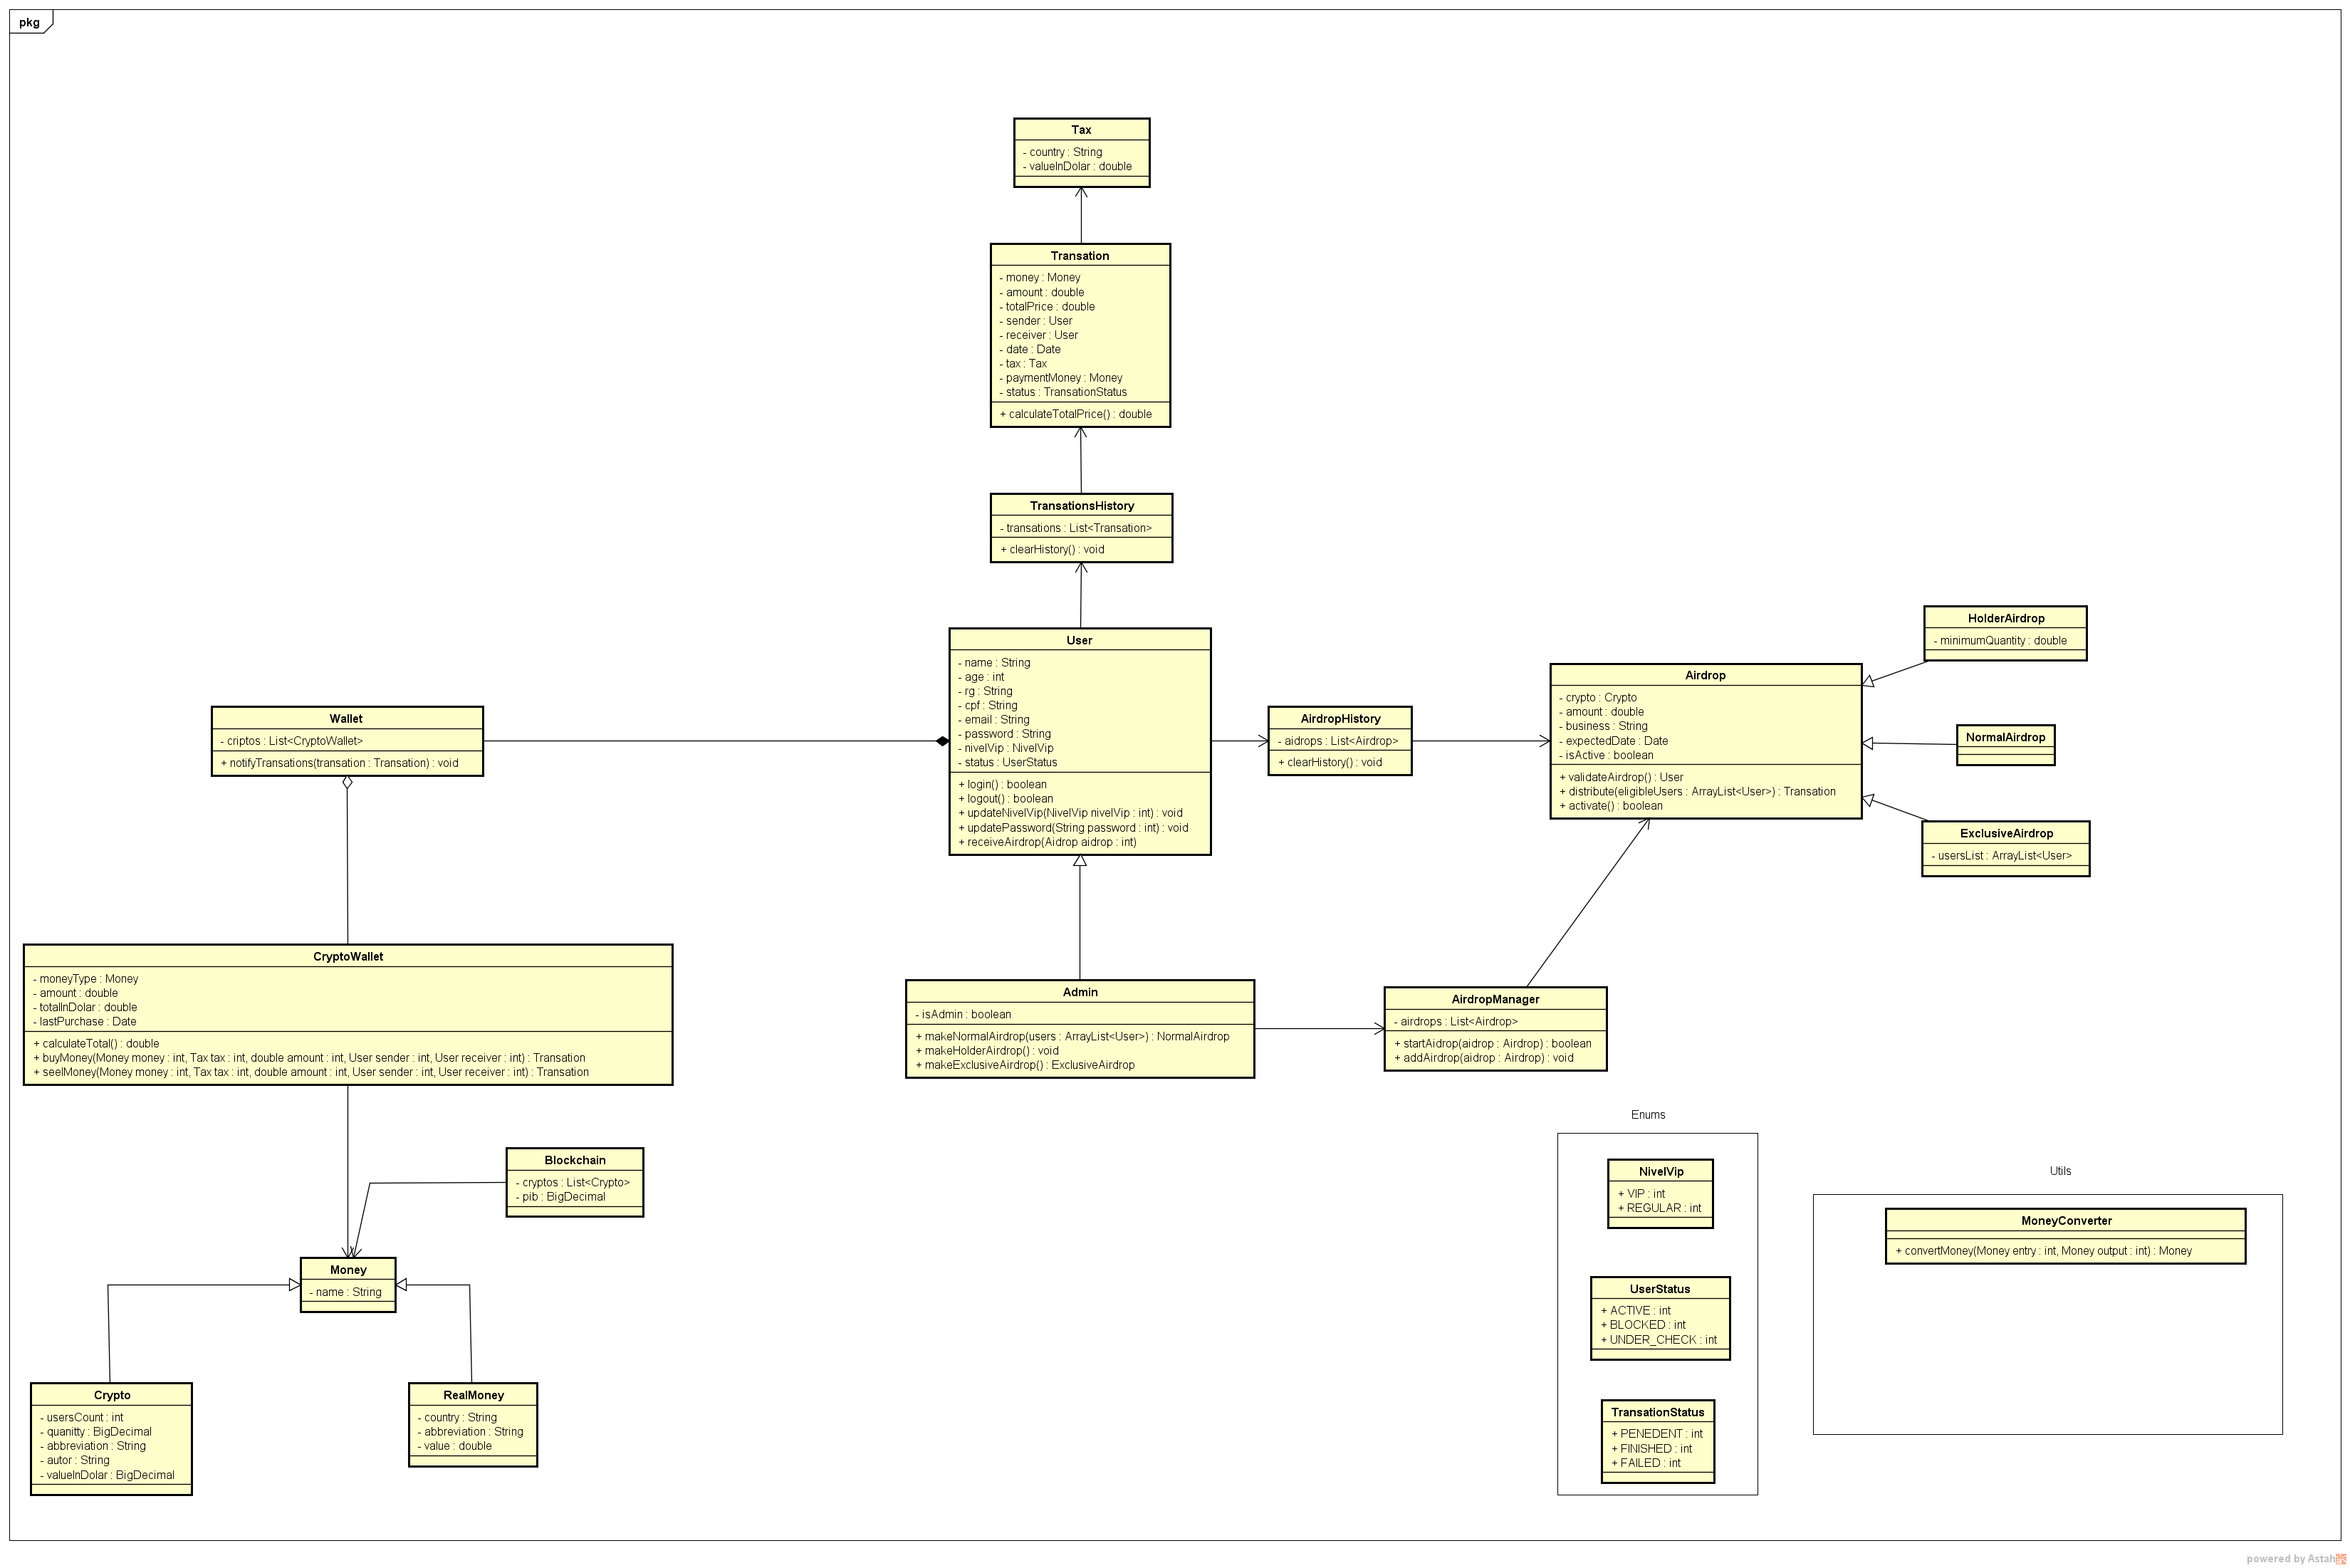 pkg
Tax
- country : String
- valueInDolar : double
Transation
- money : Money
- amount : double
- totalPrice : double
- sender : User
- receiver : User
- date : Date
- tax : Tax
- paymentMoney : Money
- status : TransationStatus
+ calculateTotalPrice() : double
TransationsHistory
- transations : List<Transation>
+ clearHistory() : void
User
- name : String
- age : int
- rg : String
- cpf : String
- email : String
- password : String
- nivelVip : NivelVip
- status : UserStatus
+ login() : boolean
+ logout() : boolean
+ updateNivelVip(NivelVip nivelVip : int) : void
+ updatePassword(String password : int) : void
+ receiveAirdrop(Aidrop aidrop : int)
Wallet
- criptos : List<CryptoWallet>
+ notifyTransations(transation : Transation) : void
AirdropHistory
- aidrops : List<Airdrop>
+ clearHistory() : void
Airdrop
- crypto : Crypto
- amount : double
- business : String
- expectedDate : Date
- isActive : boolean
+ validateAirdrop() : User
+ distribute(eligibleUsers : ArrayList<User>) : Transation
+ activate() : boolean
HolderAirdrop
- minimumQuantity : double
NormalAirdrop
ExclusiveAirdrop
- usersList : ArrayList<User>
CryptoWallet
- moneyType : Money
- amount : double
- totalInDolar : double
- lastPurchase : Date
+ calculateTotal() : double
+ buyMoney(Money money : int, Tax tax : int, double amount : int, User sender : int, User receiver : int) : Transation
+ seelMoney(Money money : int, Tax tax : int, double amount : int, User sender : int, User receiver : int) : Transation
Admin
- isAdmin : boolean
+ makeNormalAirdrop(users : ArrayList<User>) : NormalAirdrop
+ makeHolderAirdrop() : void
+ makeExclusiveAirdrop() : ExclusiveAirdrop
AirdropManager
- airdrops : List<Airdrop>
+ startAidrop(aidrop : Airdrop) : boolean
+ addAirdrop(aidrop : Airdrop) : void
Blockchain
- cryptos : List<Crypto>
- pib : BigDecimal
Money
- name : String
Crypto
- usersCount : int
- quanitty : BigDecimal
- abbreviation : String
- autor : String
- valueInDolar : BigDecimal
RealMoney
- country : String
- abbreviation : String
- value : double
Enums
NivelVip
+ VIP : int
+ REGULAR : int
UserStatus
+ ACTIVE : int
+ BLOCKED : int
+ UNDER_CHECK : int
TransationStatus
+ PENEDENT : int
+ FINISHED : int
+ FAILED : int
Utils
MoneyConverter
+ convertMoney(Money entry : int, Money output : int) : Money
powered by Astah